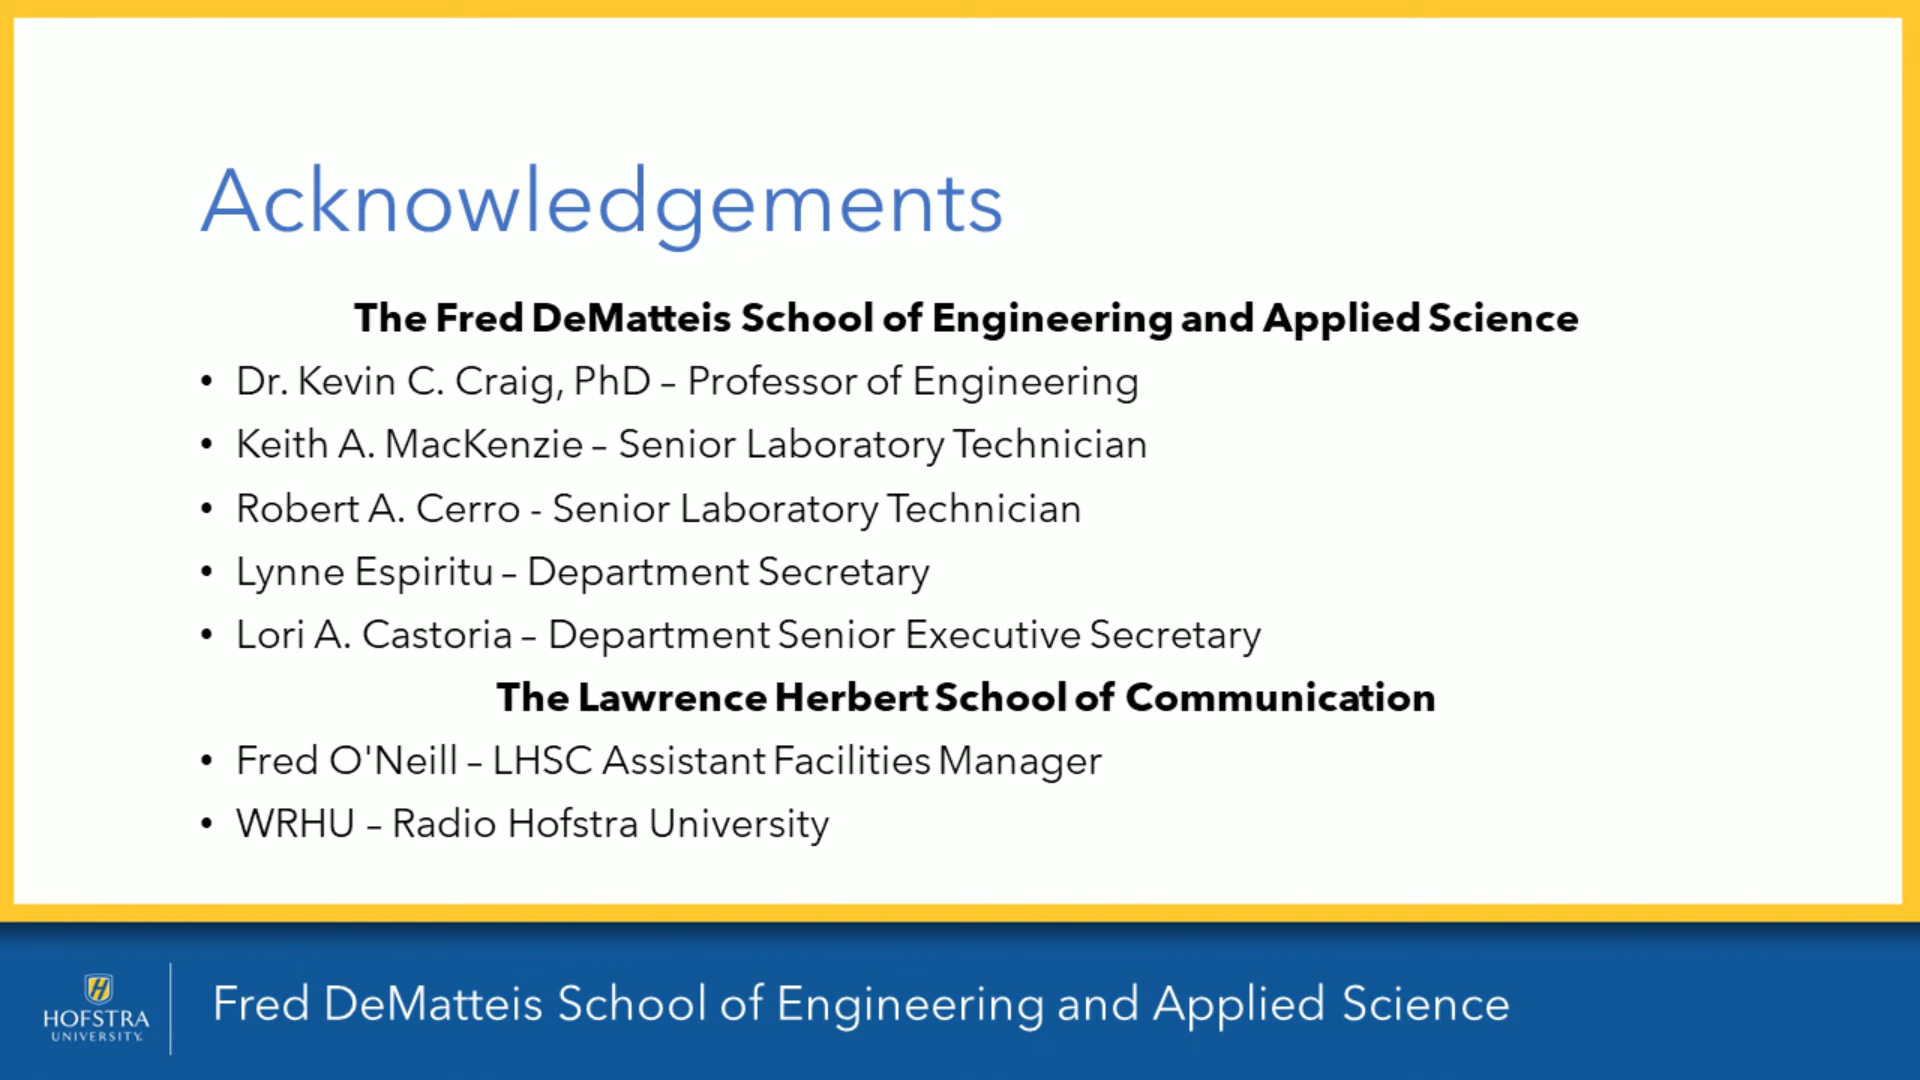 Acknowledgements
The Fred DeMatteis School of Engineering and Applied Science
• Dr. Kevin C. Craig, PhD – Professor of Engineering
• Keith A. MacKenzie – Senior Laboratory Technician
• Robert A. Cerro - Senior Laboratory Technician
• Lynne Espiritu – Department Secretary
• Lori A. Castoria – Department Senior Executive Secretary
The Lawrence Herbert School of Communication
• Fred O'Neill – LHSC Assistant Facilities Manager
• WRHU – Radio Hofstra University
H
HOFSTRA
UNIVERSITY.
Fred DeMatteis School of Engineering and Applied Science